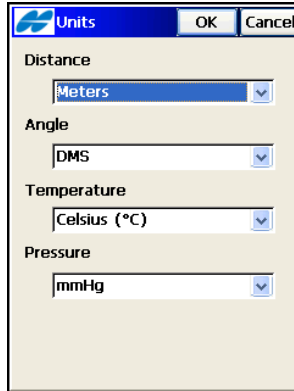 Units OK Cancel
Distance
Meters
Angle
DMS
Temperature
Celsius (°C)
Pressure
mmHg